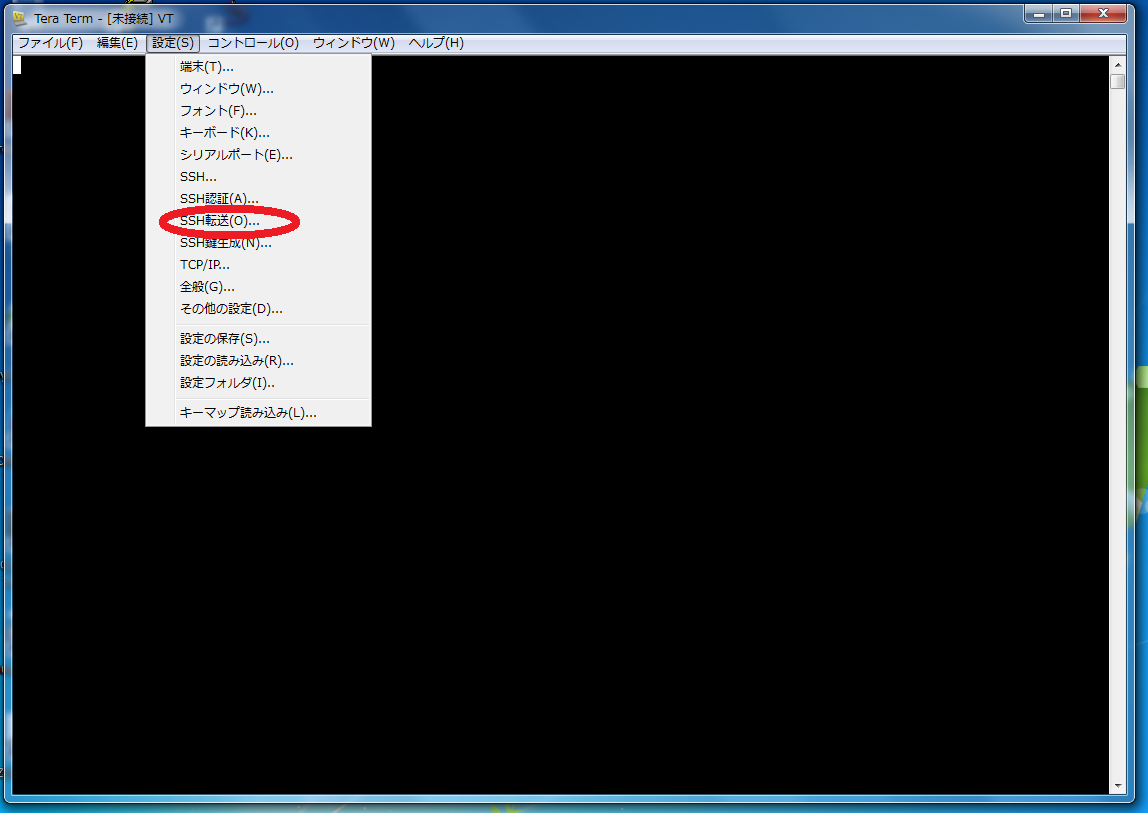 Tera Term - [未接続] VT
ファイル(F) 編集(E) 設定(S) コントロール(O) ウィンドウ(W) ヘルプ(H)
端末(T)...
ウィンドウ(W)...
フォント(F)...
キーボード(K)...
シリアルポート(E)...
SSH...
SSH認証(A)...
SSH転送(O)...
SSH鍵生成(N)...
TCP/IP...
全般(G)...
その他の設定(D)...
設定の保存(S)...
設定の読み込み(R)...
設定フォルダ(I)..
キーマップ読み込み(L)...